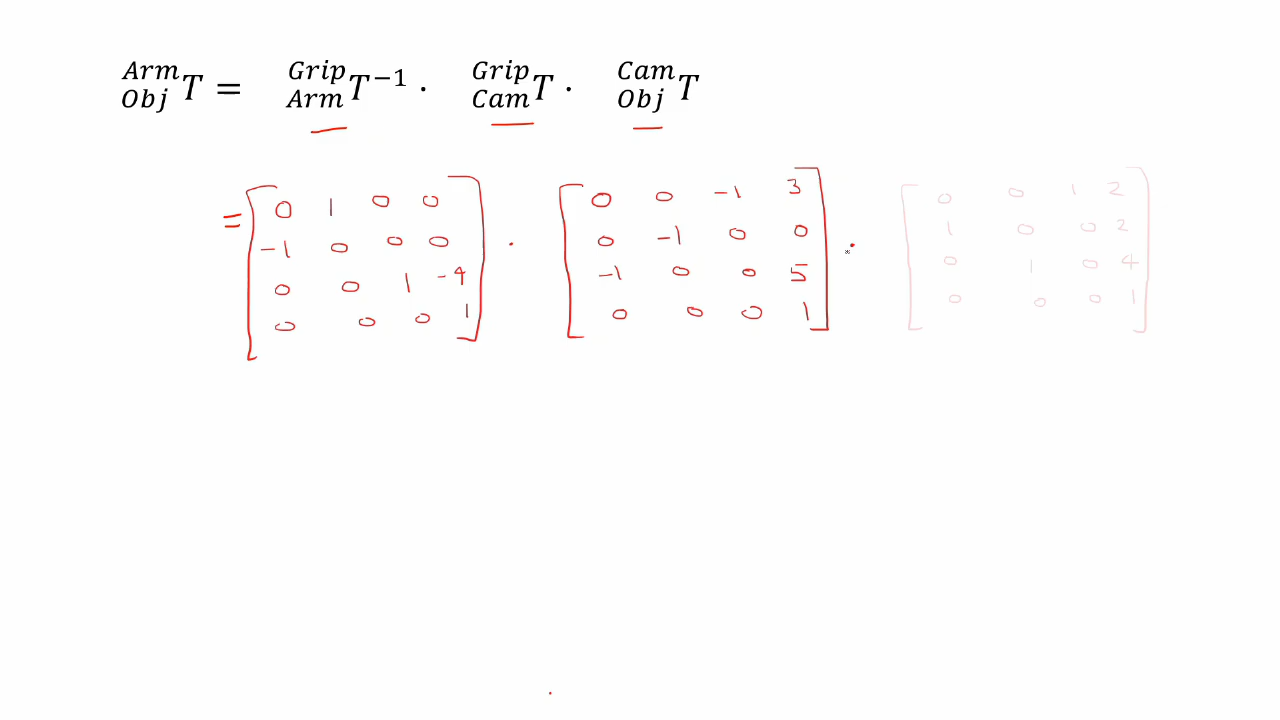 Arm Obj T = Grip Arm T⁻¹ · Grip Cam T · Cam Obj T
= [ 0 1 0 0 · [ 0 0 -1 3 · [ 0 0 1 2
-1 0 0 0 0 -1 0 0 1 0 0 2
0 0 1 -4 -1 0 0 5 0 1 0 4
0 0 0 1 ] 0 0 0 1 ] 0 0 0 1 ]